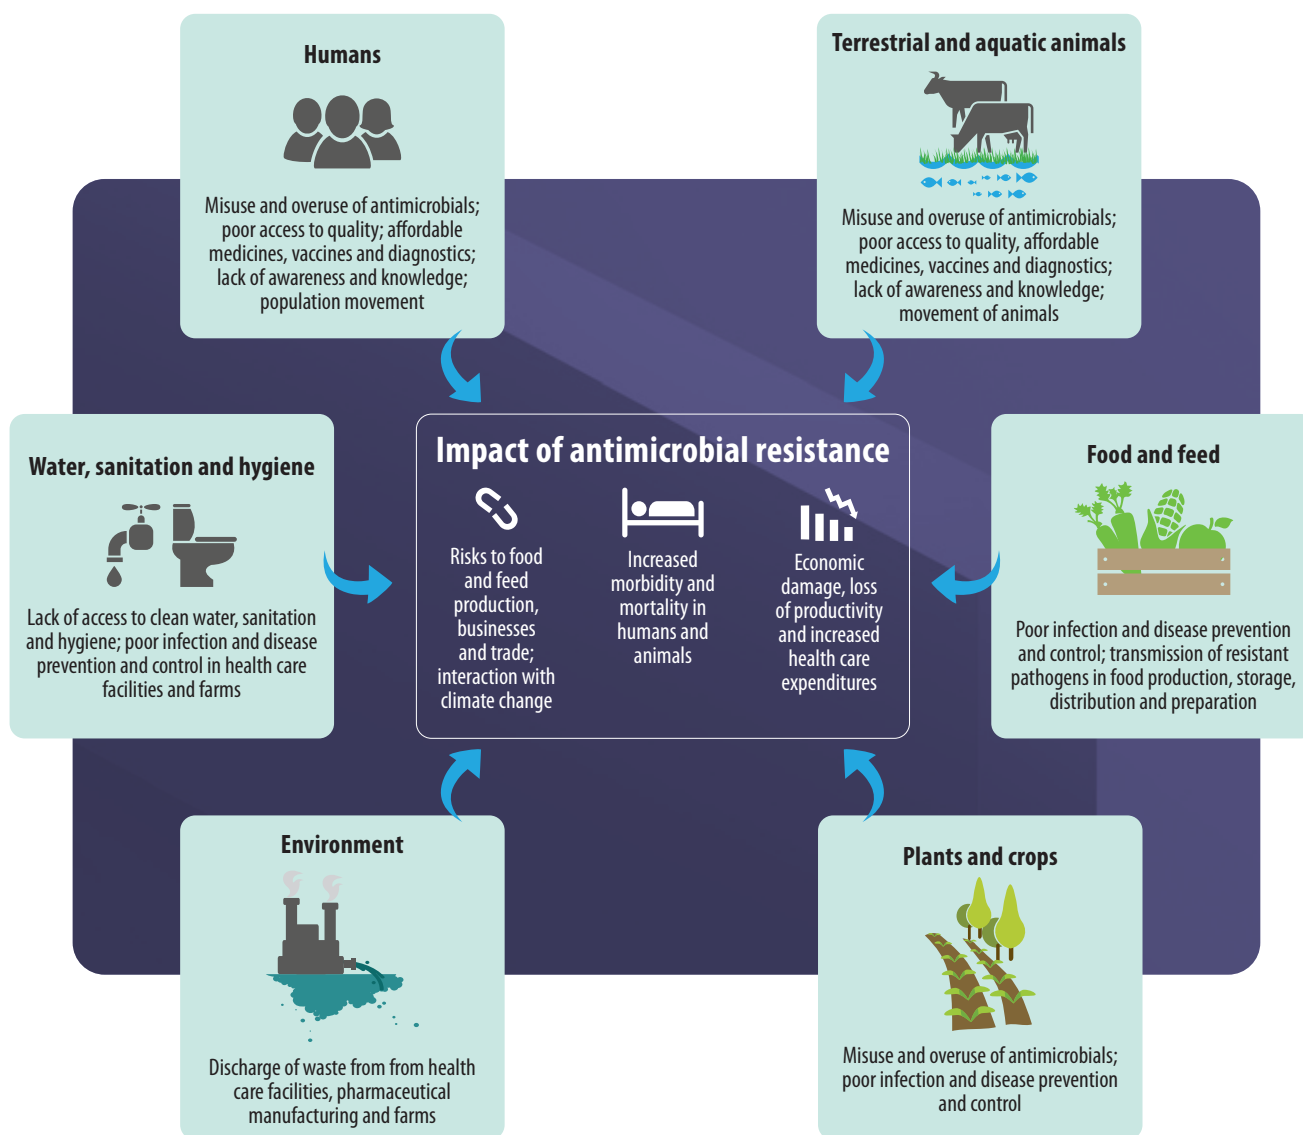 Humans
Misuse and overuse of antimicrobials;
poor access to quality; affordable
medicines, vaccines and diagnostics;
lack of awareness and knowledge;
population movement
Terrestrial and aquatic animals
Misuse and overuse of antimicrobials;
poor access to quality, affordable
medicines, vaccines and diagnostics;
lack of awareness and knowledge;
movement of animals
Water, sanitation and hygiene
Lack of access to clean water, sanitation
and hygiene; poor infection and disease
prevention and control in health care
facilities and farms
Impact of antimicrobial resistance
Risks to food
and feed
production,
businesses
and trade;
interaction with
climate change
Increased
morbidity and
mortality in
humans and
animals
Economic
damage, loss
of productivity
and increased
health care
expenditures
Food and feed
Poor infection and disease prevention
and control; transmission of resistant
pathogens in food production, storage,
distribution and preparation
Environment
Discharge of waste from from health
care facilities, pharmaceutical
manufacturing and farms
Plants and crops
Misuse and overuse of antimicrobials;
poor infection and disease prevention
and control